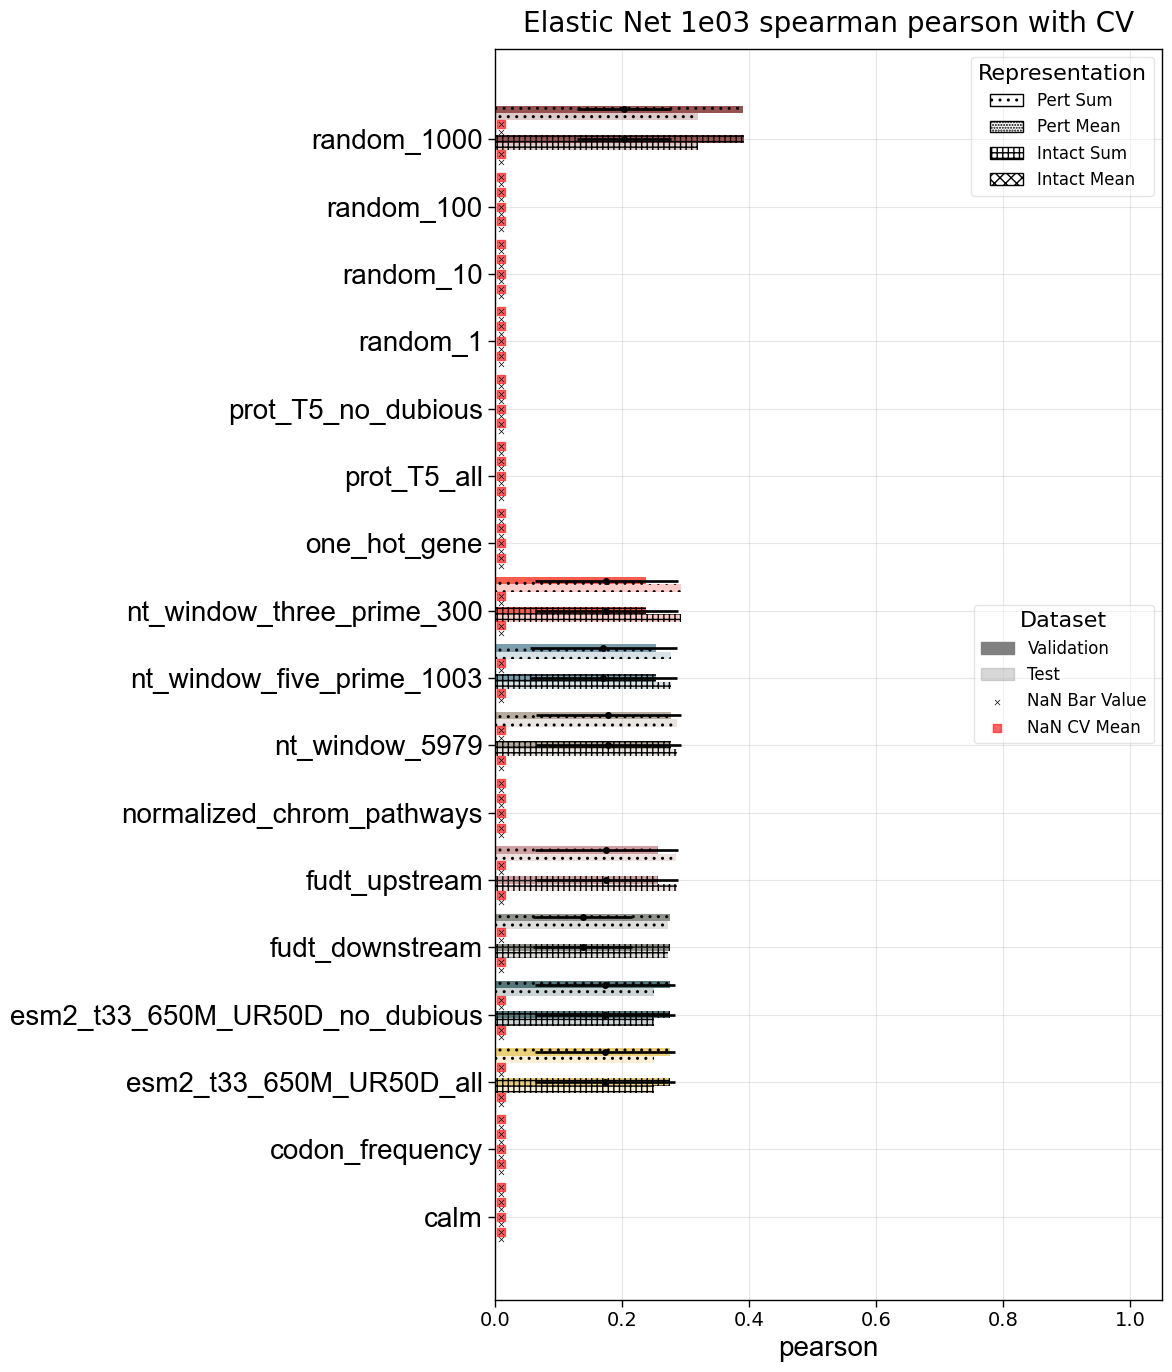 Elastic Net 1e03 spearman pearson with CV
Representation
Pert Sum
Pert Mean
Intact Sum
Intact Mean
random_1000
random_100
random_10
random_1
prot_T5_no_dubious
prot_T5_all
one_hot_gene
nt_window_three_prime_300
nt_window_five_prime_1003
nt_window_5979
normalized_chrom_pathways
fudt_upstream
fudt_downstream
esm2_t33_650M_UR50D_no_dubious
esm2_t33_650M_UR50D_all
codon_frequency
calm
Dataset
Validation
Test
NaN Bar Value
NaN CV Mean
0.0 0.2 0.4 0.6 0.8 1.0
pearson